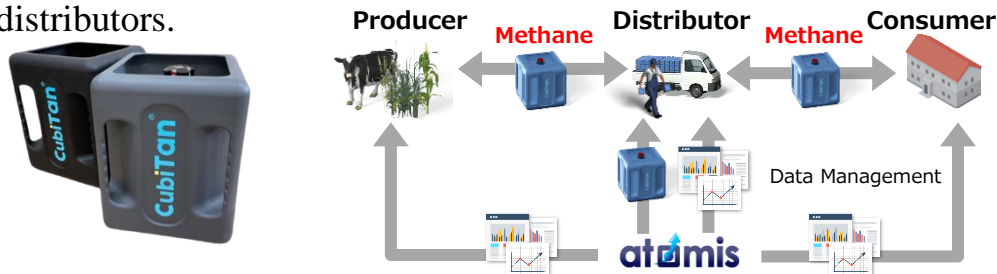 distributors.
Producer
Distributor
Consumer
Methane
Methane
CubiTan®
CubiTan®
Data Management
atomis